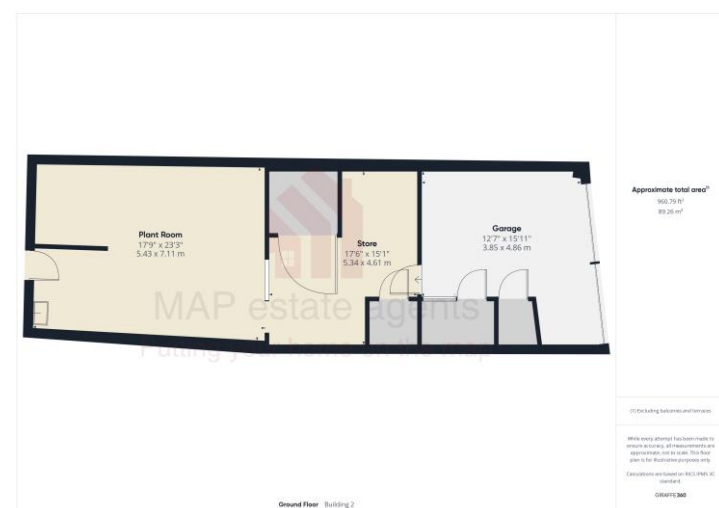 Plant Room
17'9" x 23'3"
5.43 x 7.11 m
Store
17'6" x 15'1"
5.34 x 4.61 m
Garage
12'7" x 15'11"
3.85 x 4.86 m
MAP estate agents
Putting your home on the map
Ground Floor Building 2
Approximate total area⁽¹⁾
960.79 ft²
89.26 m²
(1) Excluding balconies and terraces
While every attempt has been made to
ensure accuracy, all measurements are
approximate, not to scale. This floor
plan is for illustrative purposes only.
Calculations are based on RICS IPMS 3C
standard.
GIRAFFE360